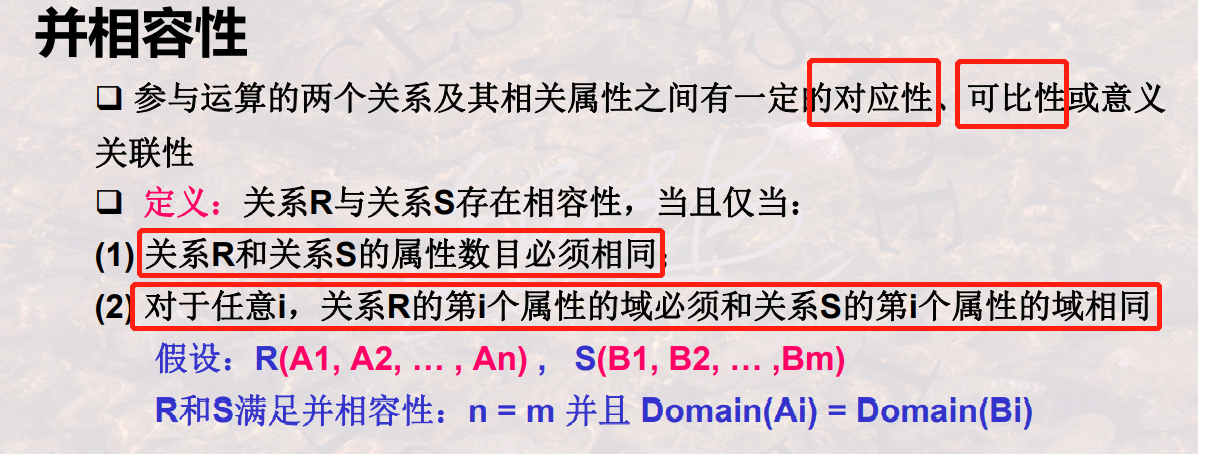 并相容性
❑ 参与运算的两个关系及其相关属性之间有一定的对应性、可比性或意义
关联性
❑ 定义：关系R与关系S存在相容性，当且仅当：
(1) 关系R和关系S的属性数目必须相同；
(2) 对于任意i，关系R的第i个属性的域必须和关系S的第i个属性的域相同
假设：R(A1, A2, … , An) ， S(B1, B2, … ,Bm)
R和S满足并相容性：n = m 并且 Domain(Ai) = Domain(Bi)